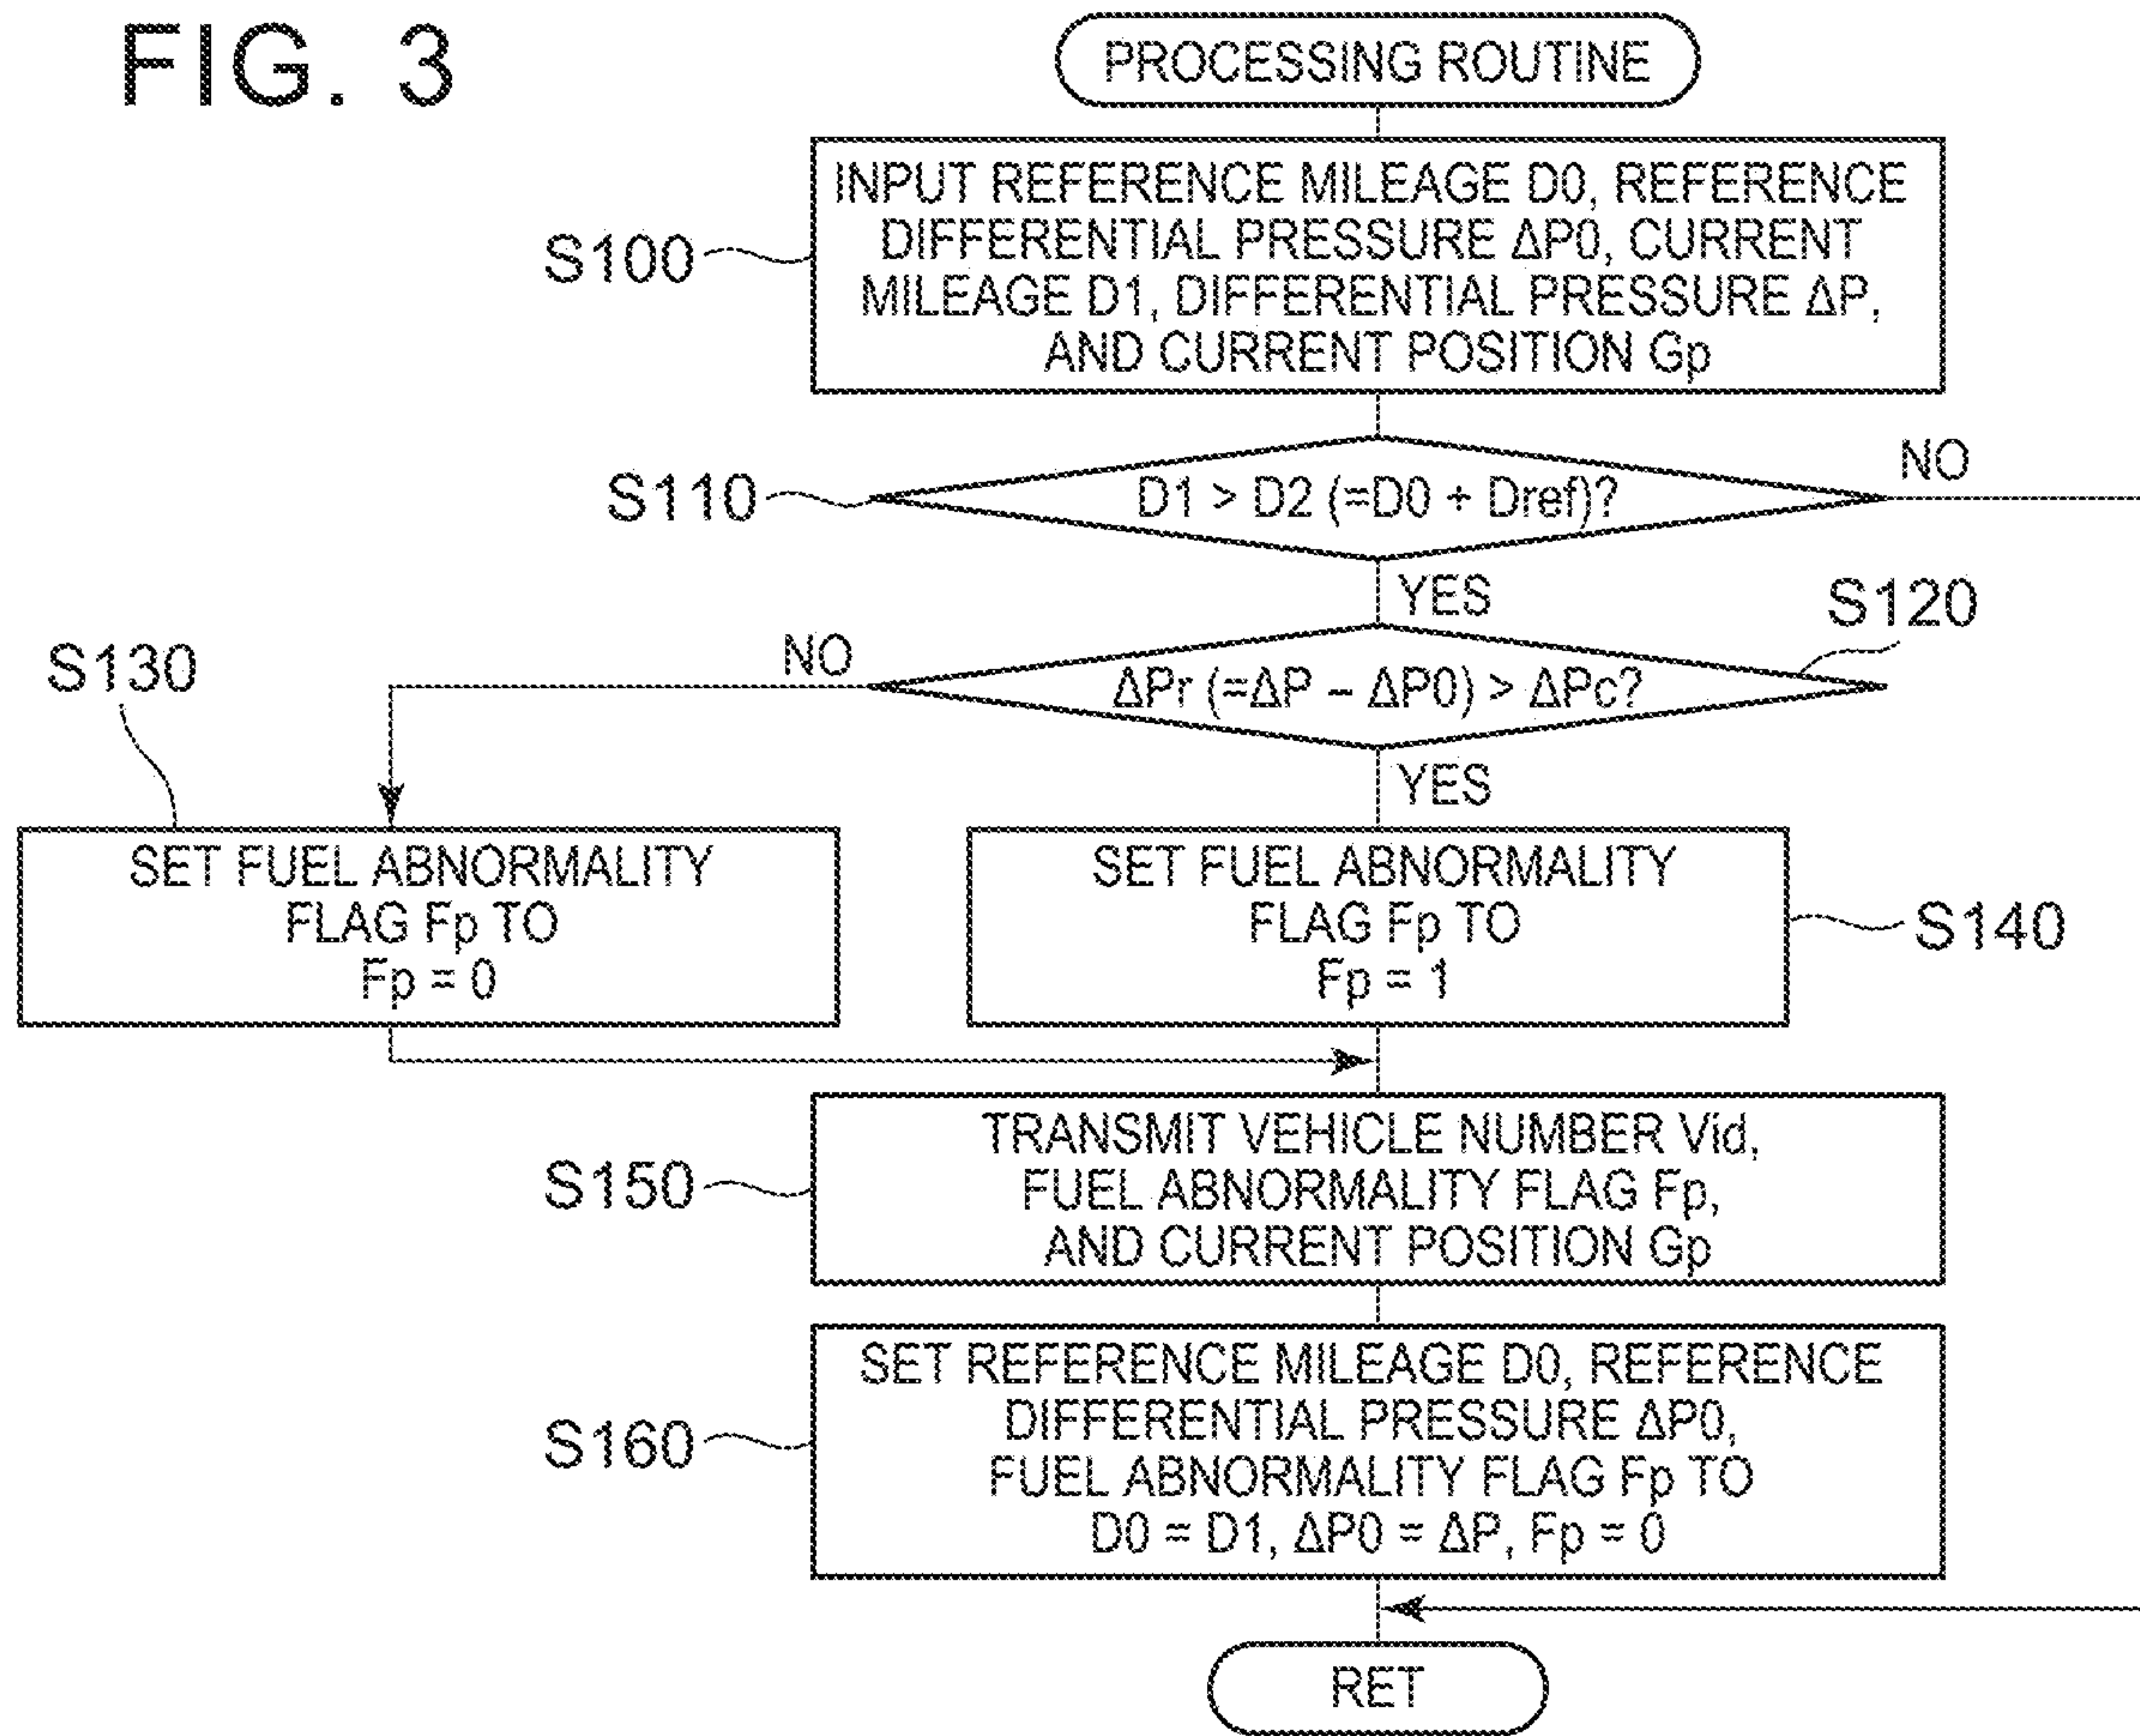 FIG. 3
PROCESSING ROUTINE
S100
INPUT REFERENCE MILEAGE D0, REFERENCE
DIFFERENTIAL PRESSURE ΔP0, CURRENT
MILEAGE D1, DIFFERENTIAL PRESSURE ΔP,
AND CURRENT POSITION Gp
S110
D1 > D2 (=D0 + Dref)?
NO
YES
S120
ΔPr (=ΔP – ΔP0) > ΔPc?
NO
YES
S130
SET FUEL ABNORMALITY
FLAG Fp TO
Fp = 0
SET FUEL ABNORMALITY
FLAG Fp TO
Fp = 1
S140
S150
TRANSMIT VEHICLE NUMBER Vid,
FUEL ABNORMALITY FLAG Fp,
AND CURRENT POSITION Gp
S160
SET REFERENCE MILEAGE D0, REFERENCE
DIFFERENTIAL PRESSURE ΔP0,
FUEL ABNORMALITY FLAG Fp TO
D0 = D1, ΔP0 = ΔP, Fp = 0
RET